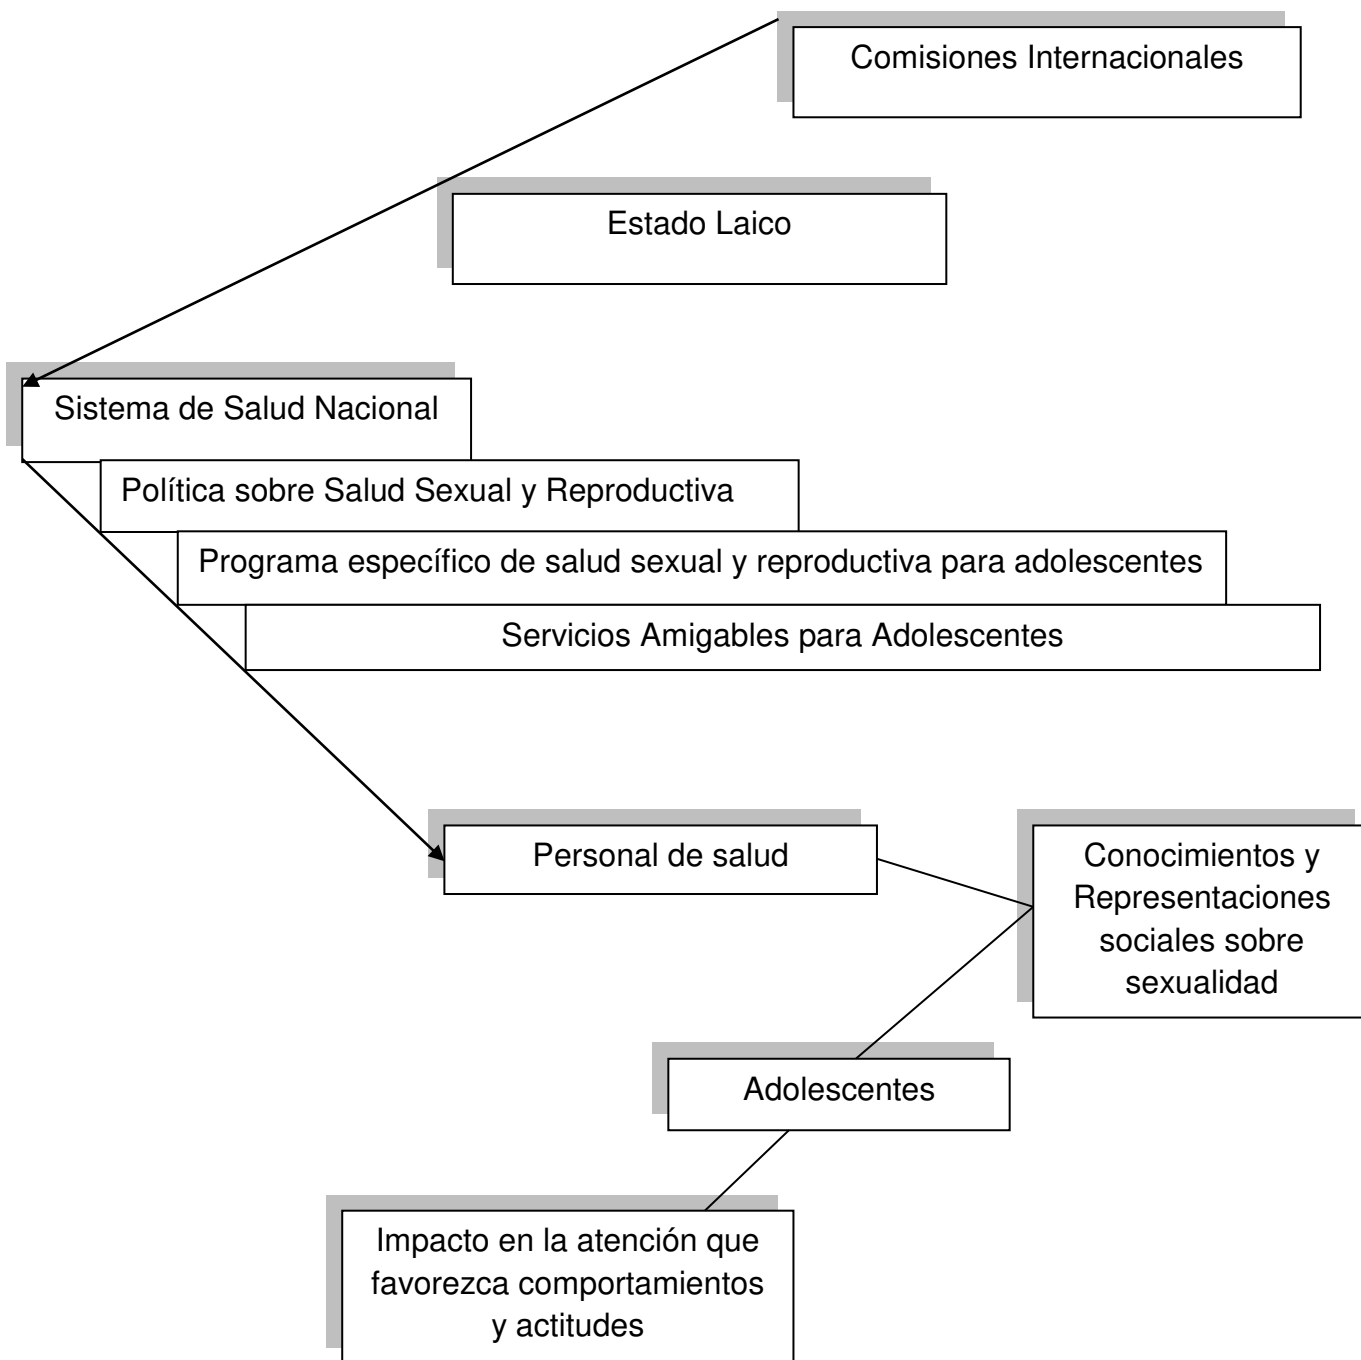 Comisiones Internacionales
Estado Laico
Sistema de Salud Nacional
Política sobre Salud Sexual y Reproductiva
Programa específico de salud sexual y reproductiva para adolescentes
Servicios Amigables para Adolescentes
Personal de salud
Conocimientos y
Representaciones
sociales sobre
sexualidad
Adolescentes
Impacto en la atención que
favorezca comportamientos
y actitudes